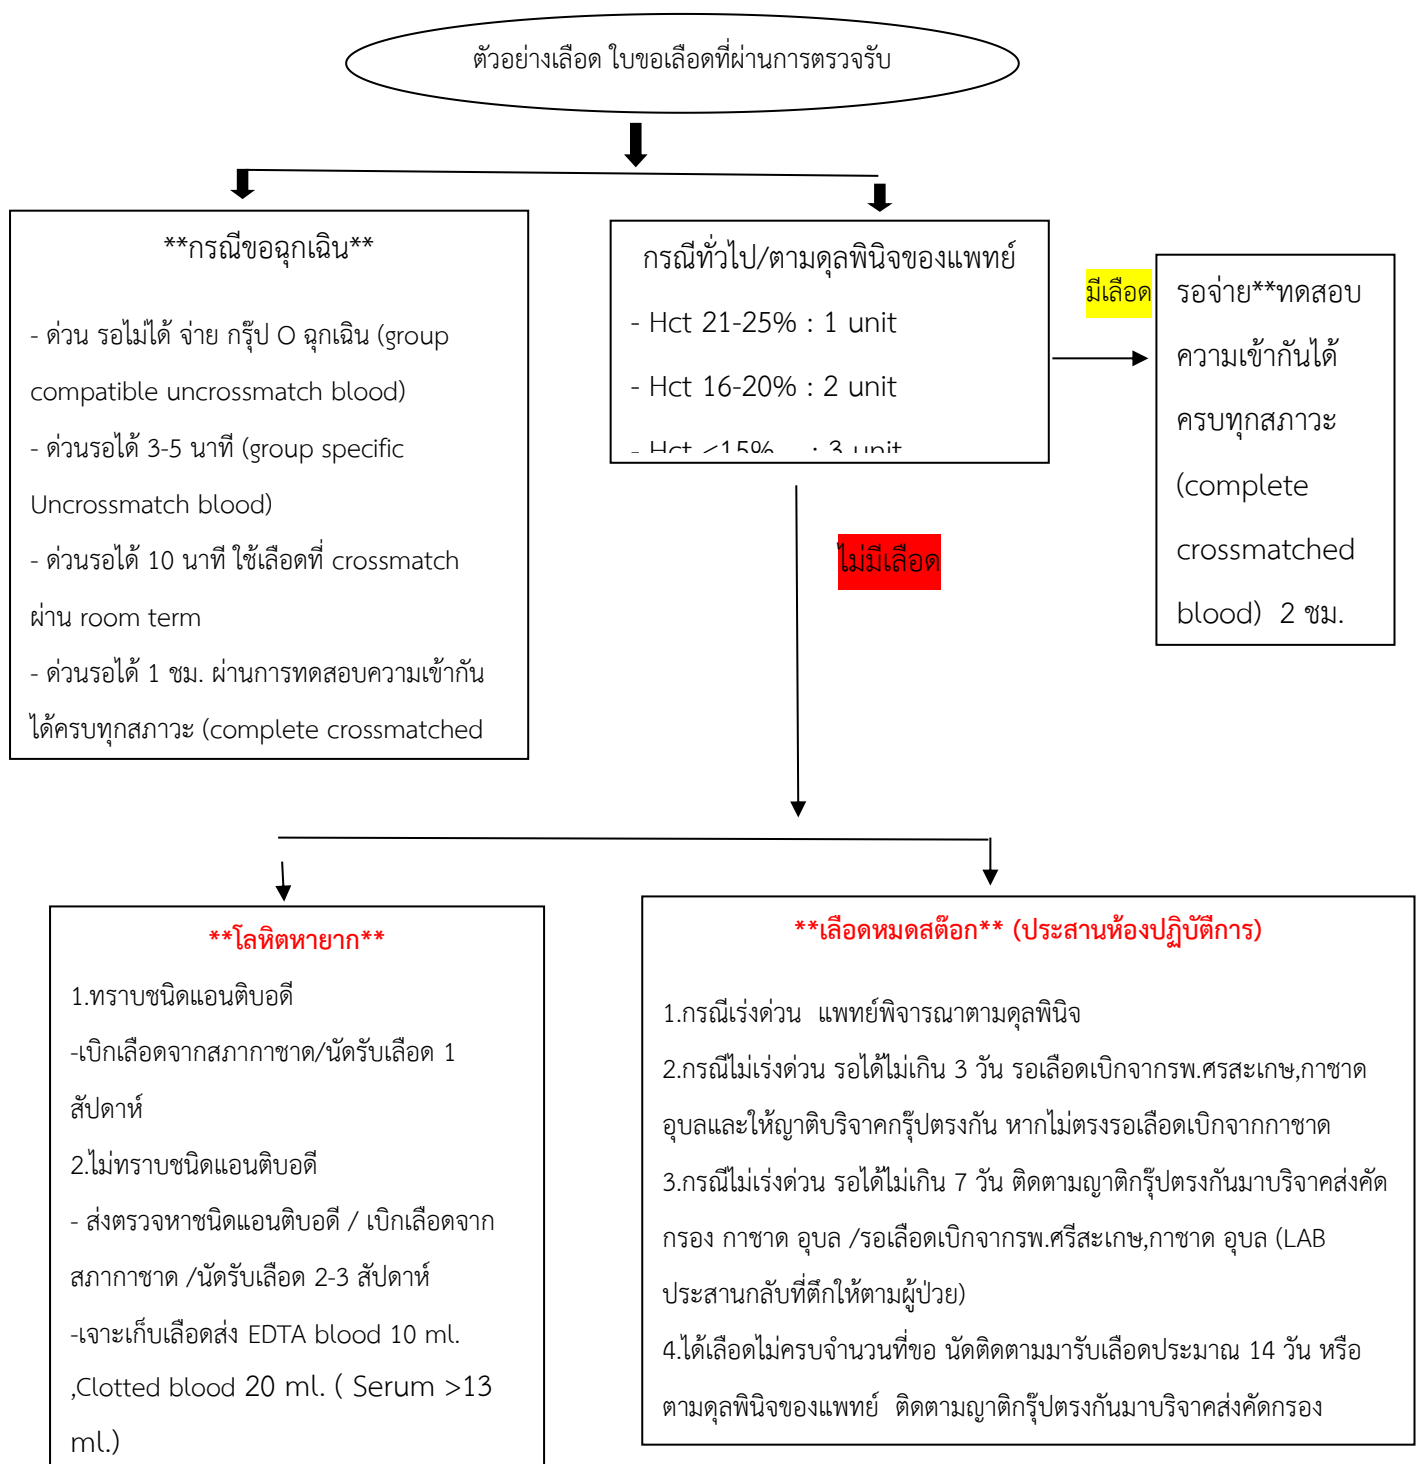 ตัวอย่างเลือด ใบขอเลือดที่ผ่านการตรวจรับ
**กรณีขอฉุกเฉิน**
- ด่วน รอไม่ได้ จ่าย กรุ๊ป O ฉุกเฉิน (group
compatible uncrossmatch blood)
- ด่วนรอได้ 3-5 นาที (group specific
Uncrossmatch blood)
- ด่วนรอได้ 10 นาที ใช้เลือดที่ crossmatch
ผ่าน room term
- ด่วนรอได้ 1 ชม. ผ่านการทดสอบความเข้ากัน
ได้ครบทุกสภาวะ (complete crossmatched
กรณีทั่วไป/ตามดุลพินิจของแพทย์
- Hct 21-25% : 1 unit
- Hct 16-20% : 2 unit
- Hct <15% : 3 unit
มีเลือด
รอจ่าย**ทดสอบ
ความเข้ากันได้
ครบทุกสภาวะ
(complete
crossmatched
blood) 2 ชม.
ไม่มีเลือด
**โลหิตหายาก**
1.ทราบชนิดแอนติบอดี
-เบิกเลือดจากสภากาชาด/นัดรับเลือด 1
สัปดาห์
2.ไม่ทราบชนิดแอนติบอดี
- ส่งตรวจหาชนิดแอนติบอดี / เบิกเลือดจาก
สภากาชาด /นัดรับเลือด 2-3 สัปดาห์
-เจาะเก็บเลือดส่ง EDTA blood 10 ml.
,Clotted blood 20 ml. ( Serum >13
ml.)
**เลือดหมดสต๊อก** (ประสานห้องปฏิบัตีการ)
1.กรณีเร่งด่วน แพทย์พิจารณาตามดุลพินิจ
2.กรณีไม่เร่งด่วน รอได้ไม่เกิน 3 วัน รอเลือดเบิกจากรพ.ศรสะเกษ,กาชาด
อุบลและให้ญาติบริจาคกรุ๊ปตรงกัน หากไม่ตรงรอเลือดเบิกจากกาชาด
3.กรณีไม่เร่งด่วน รอได้ไม่เกิน 7 วัน ติดตามญาติกรุ๊ปตรงกันมาบริจาคส่งคัด
กรอง กาชาด อุบล /รอเลือดเบิกจากรพ.ศรีสะเกษ,กาชาด อุบล (LAB
ประสานกลับที่ตึกให้ตามผู้ป่วย)
4.ได้เลือดไม่ครบจำนวนที่ขอ นัดติดตามมารับเลือดประมาณ 14 วัน หรือ
ตามดุลพินิจของแพทย์ ติดตามญาติกรุ๊ปตรงกันมาบริจาคส่งคัดกรอง